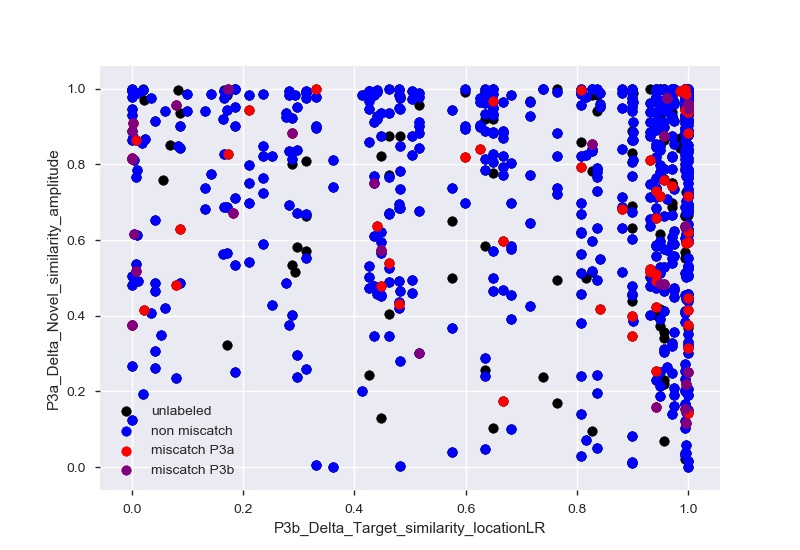 1.0
0.8
0.6
0.4
0.2
0.0
P3a_Delta_Novel_similarity_amplitude
unlabeled
non miscatch
miscatch P3a
miscatch P3b
0.0 0.2 0.4 0.6 0.8 1.0
P3b_Delta_Target_similarity_locationLR